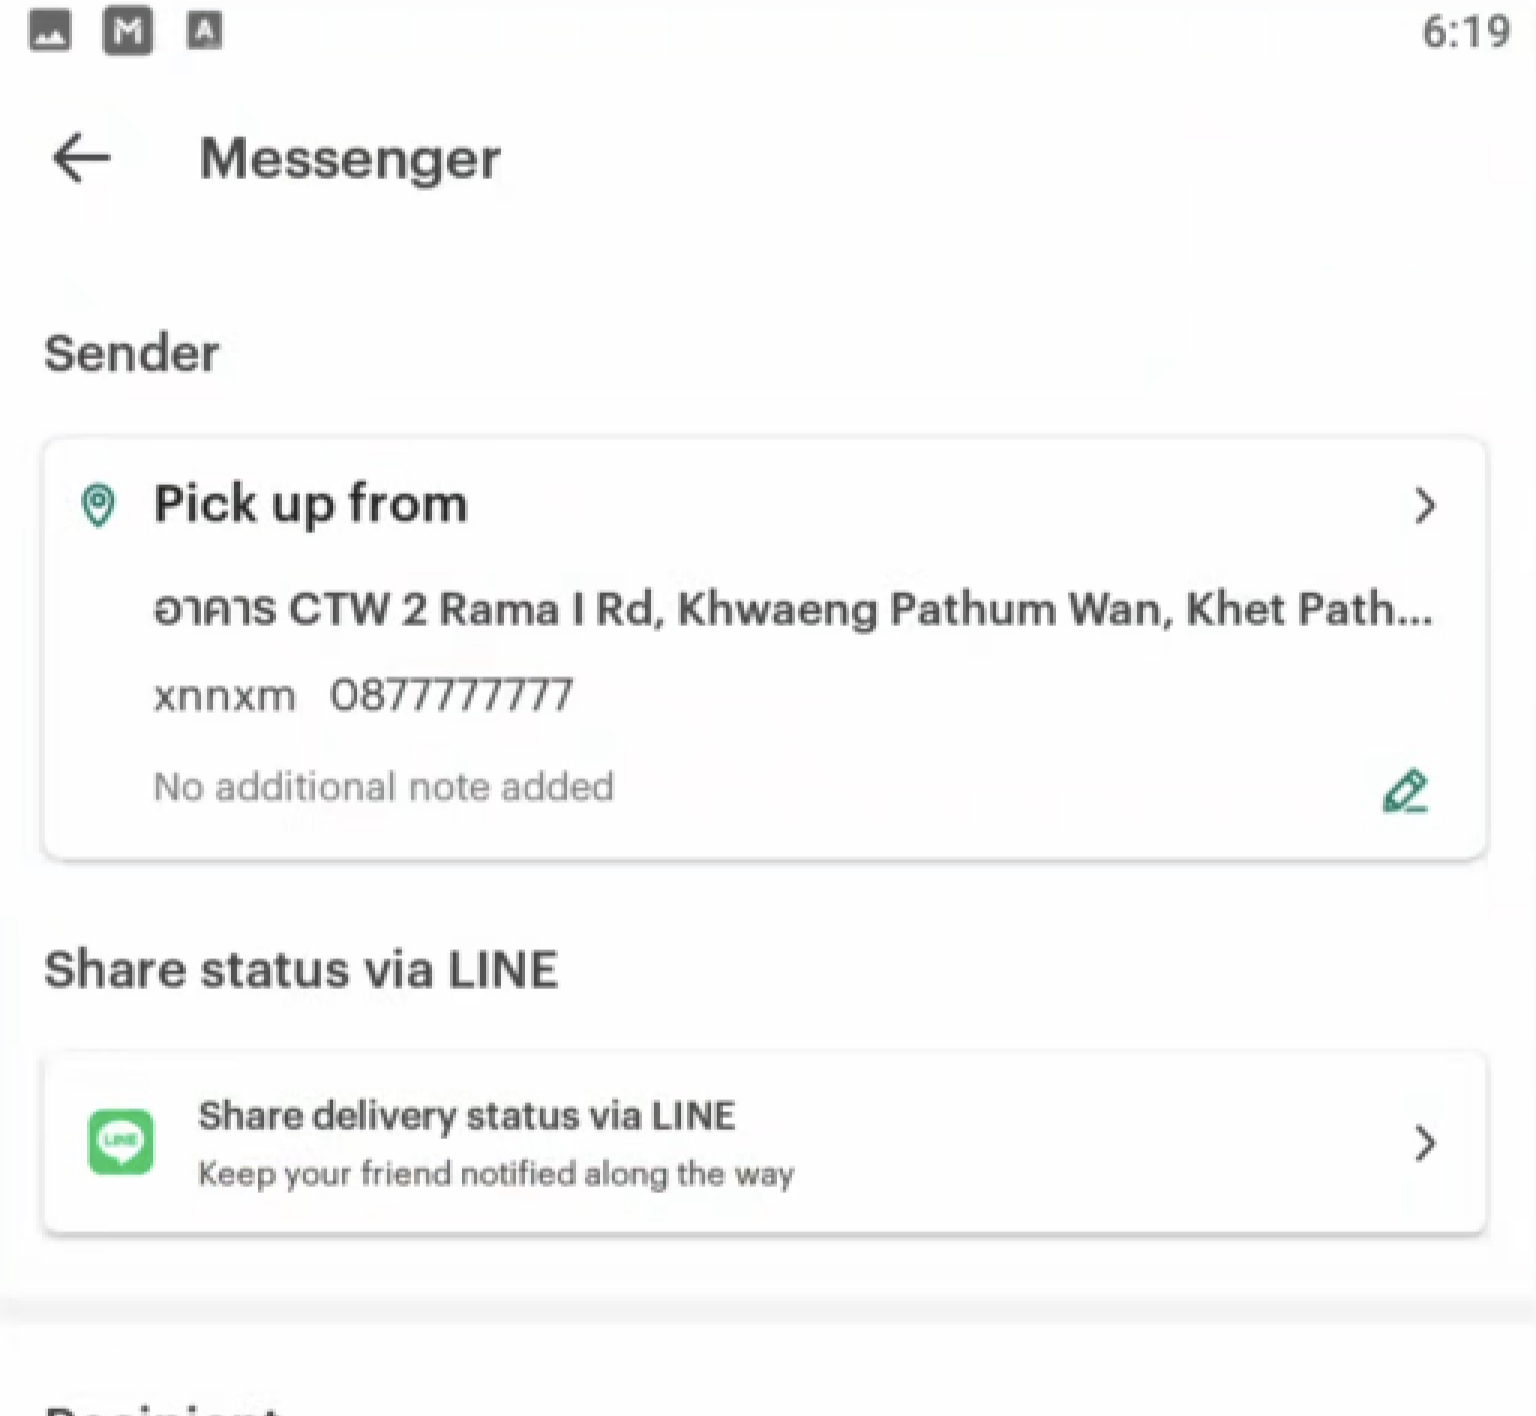 6:19
Messenger
Sender
Pick up from
อาคาร CTW 2 Rama I Rd, Khwaeng Pathum Wan, Khet Path...
xnnxm 0877777777
No additional note added
Share status via LINE
Share delivery status via LINE
LINE
Keep your friend notified along the way
Recipient